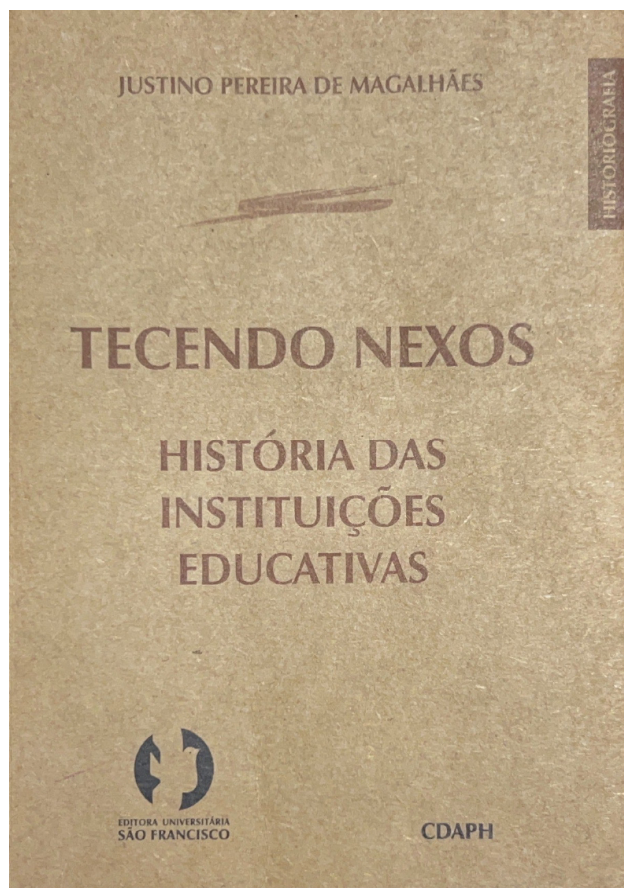 JUSTINO PEREIRA DE MAGALHÃES
HISTORIOGRAFIA
TECENDO NEXOS
HISTÓRIA DAS
INSTITUIÇÕES
EDUCATIVAS
EDITORA UNIVERSITÁRIA
SÃO FRANCISCO
CDAPH